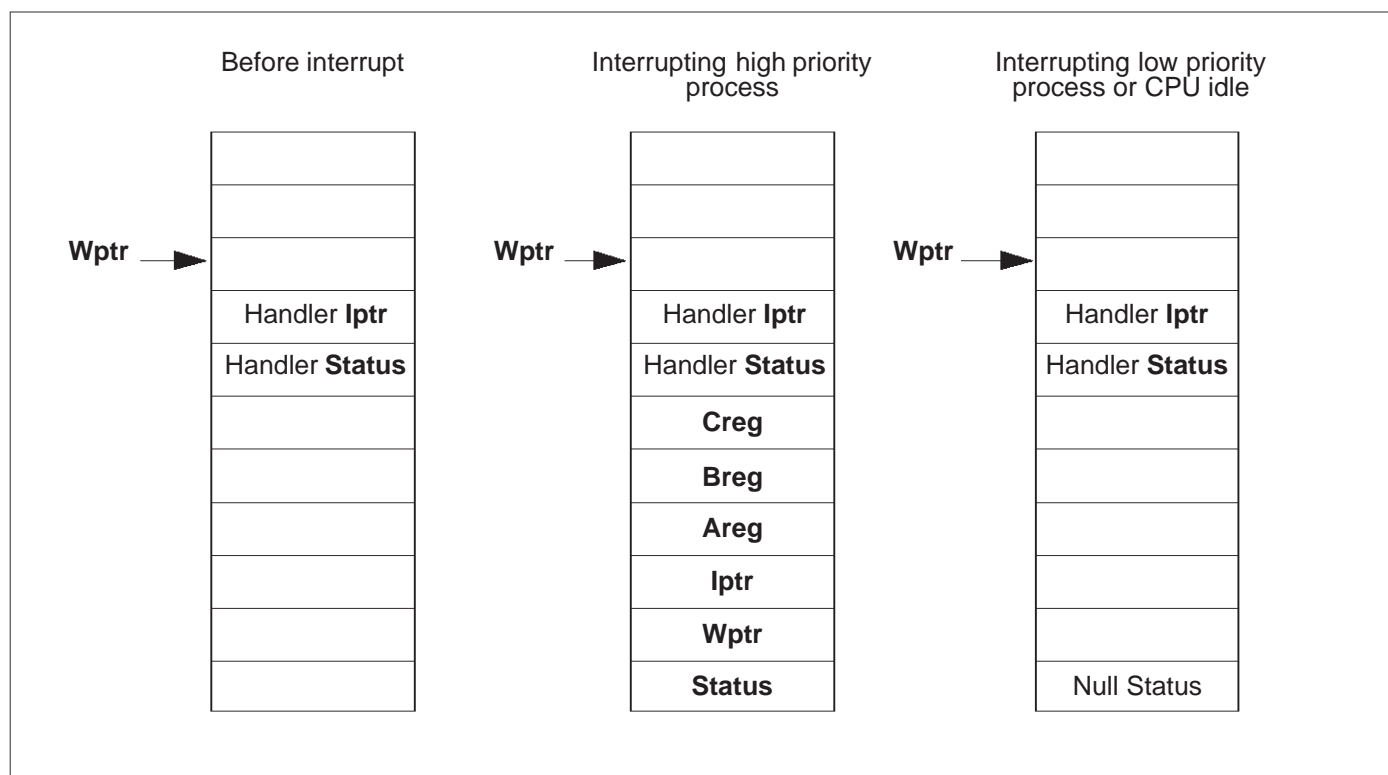 Before interrupt
Interrupting high priority
process
Interrupting low priority
process or CPU idle
Wptr
Handler Iptr
Handler Status
Wptr
Handler Iptr
Handler Status
Creg
Breg
Areg
Iptr
Wptr
Status
Wptr
Handler Iptr
Handler Status
Null Status